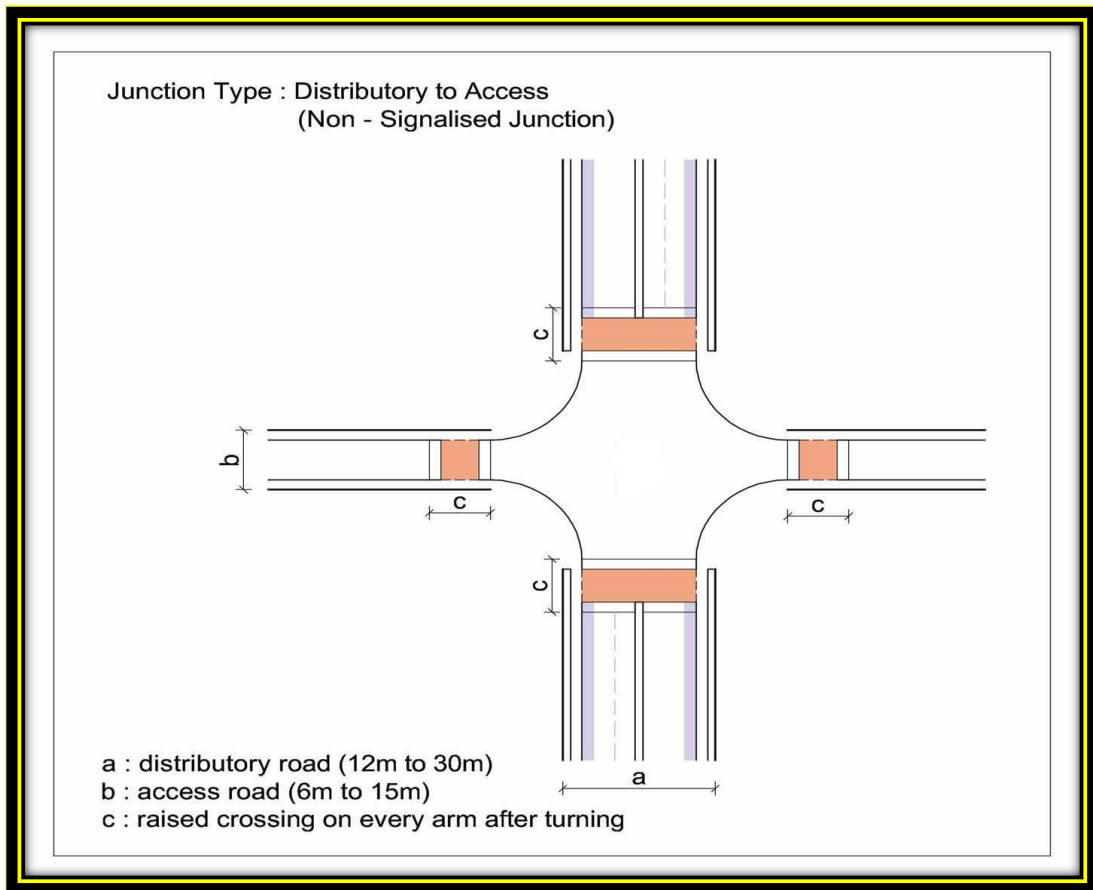 Junction Type : Distributory to Access
(Non - Signalised Junction)
c
b
c
c
c
a
a : distributory road (12m to 30m)
b : access road (6m to 15m)
c : raised crossing on every arm after turning